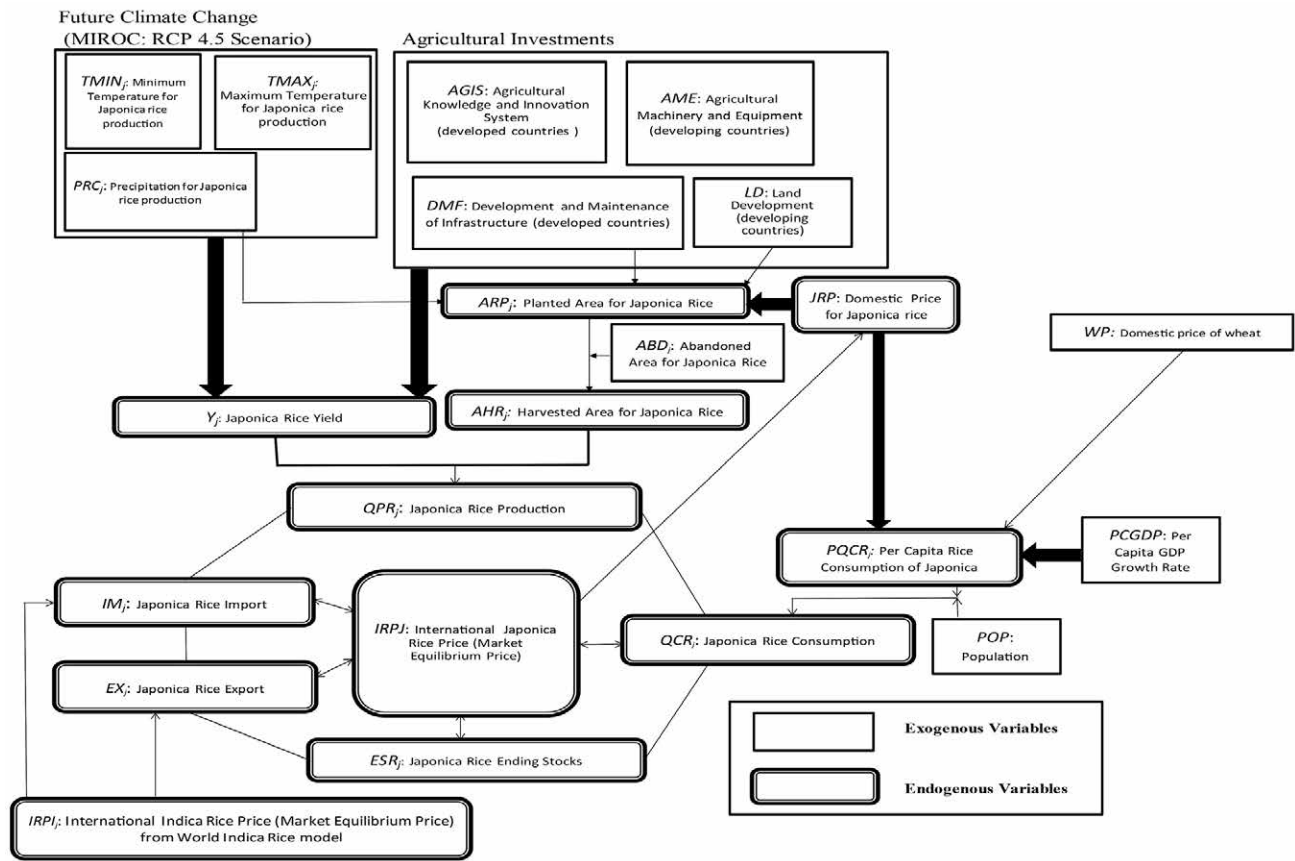 Future Climate Change
(MIROC: RCP 4.5 Scenario)
Agricultural Investments
TMINj: Minimum
Temperature for
Japonica rice
production
TMAXj:
Maximum Temperature
for Japonica rice
production
PRCj: Precipitation for Japonica
rice production
AGIS: Agricultural
Knowledge and Innovation
System
(developed countries )
AME: Agricultural
Machinery and Equipment
(developing countries)
DMF: Development and Maintenance
of Infrastructure (developed countries)
LD: Land
Development
(developing
countries)
ARPj: Planted Area for Japonica Rice
JRP: Domestic Price
for Japonica rice
WP: Domestic price of wheat
ABDj: Abandoned
Area for Japonica Rice
Yj: Japonica Rice Yield
AHRj: Harvested Area for Japonica Rice
QPRj: Japonica Rice Production
PQCRj: Per Capita Rice
Consumption of Japonica
PCGDP: Per
Capita GDP
Growth Rate
IMj: Japonica Rice Import
IRPJ: International Japonica
Rice Price (Market
Equilibrium Price)
QCRj: Japonica Rice Consumption
POP:
Population
EXj: Japonica Rice Export
ESRj: Japonica Rice Ending Stocks
Exogenous Variables
Endogenous Variables
IRPIj: International Indica Rice Price (Market Equilibrium Price)
from World Indica Rice model